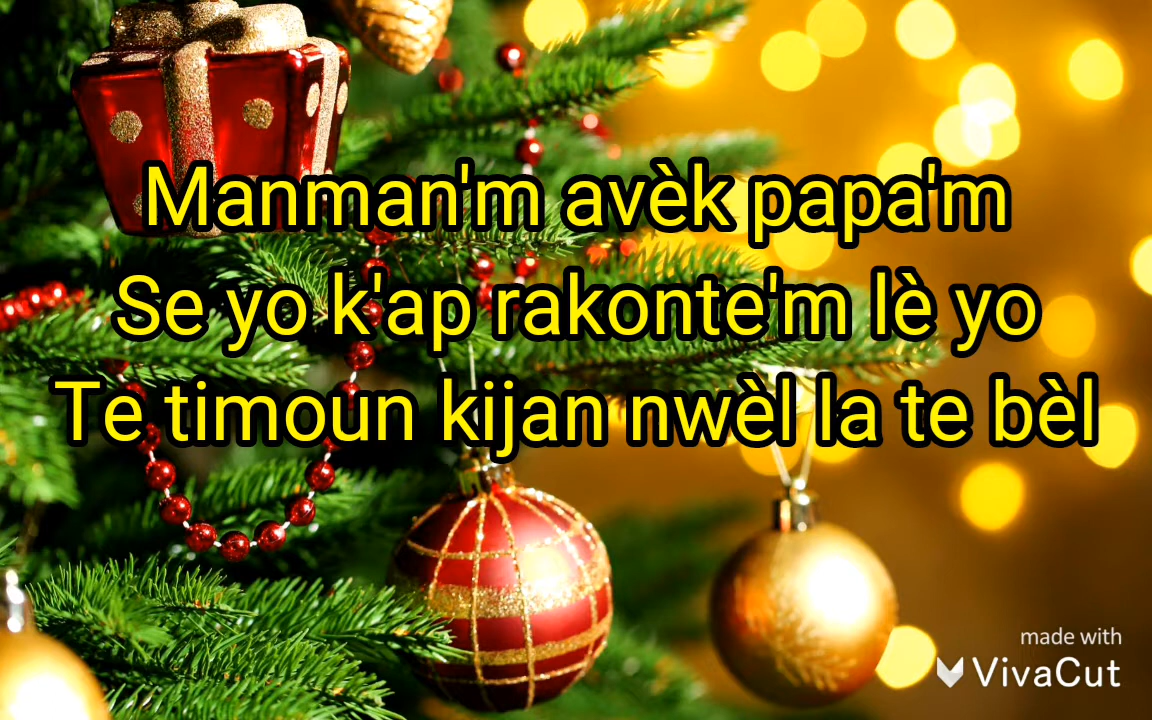 Manman'm avèk papa'm
Se yo k'ap rakonte'm lè yo
Te timoun kijan nwèl la te bèl
made with
VivaCut